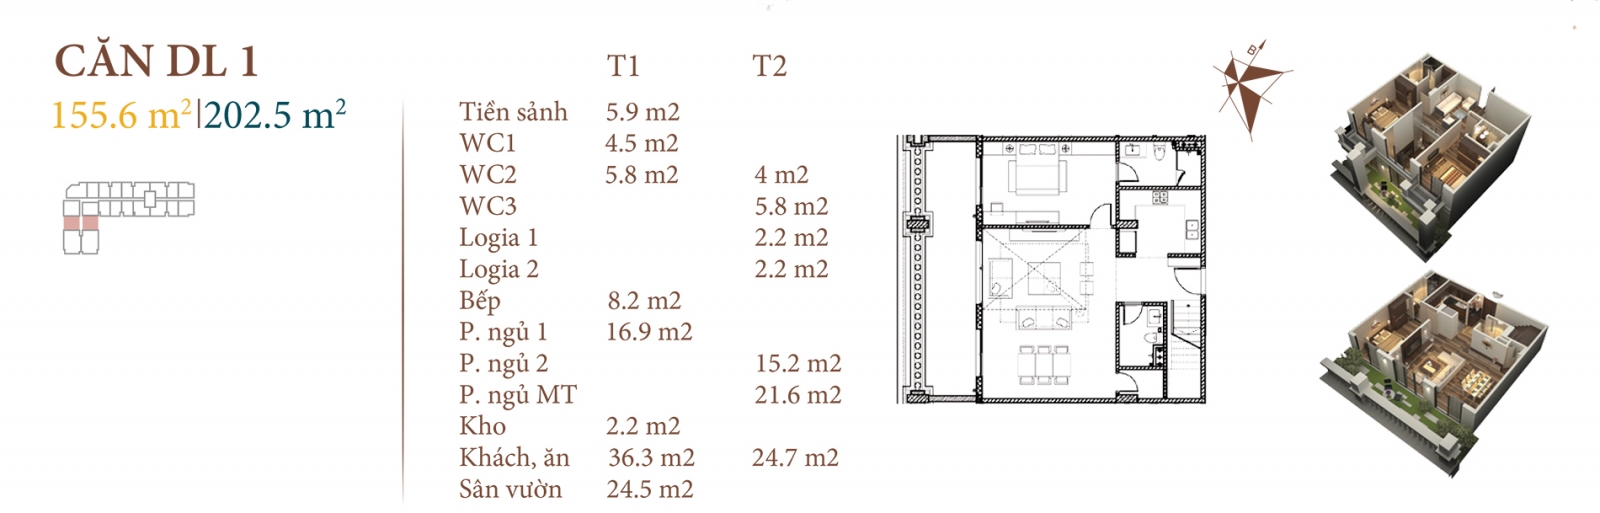 CĂN DL 1
155.6 m²|202.5 m²
T1 T2
Tiền sảnh 5.9 m2
WC1 4.5 m2
WC2 5.8 m2 4 m2
WC3 5.8 m2
Logia 1 2.2 m2
Logia 2 2.2 m2
Bếp 8.2 m2
P. ngủ 1 16.9 m2
P. ngủ 2 15.2 m2
P. ngủ MT 21.6 m2
Kho 2.2 m2
Khách, ăn 36.3 m2 24.7 m2
Sân vườn 24.5 m2
B